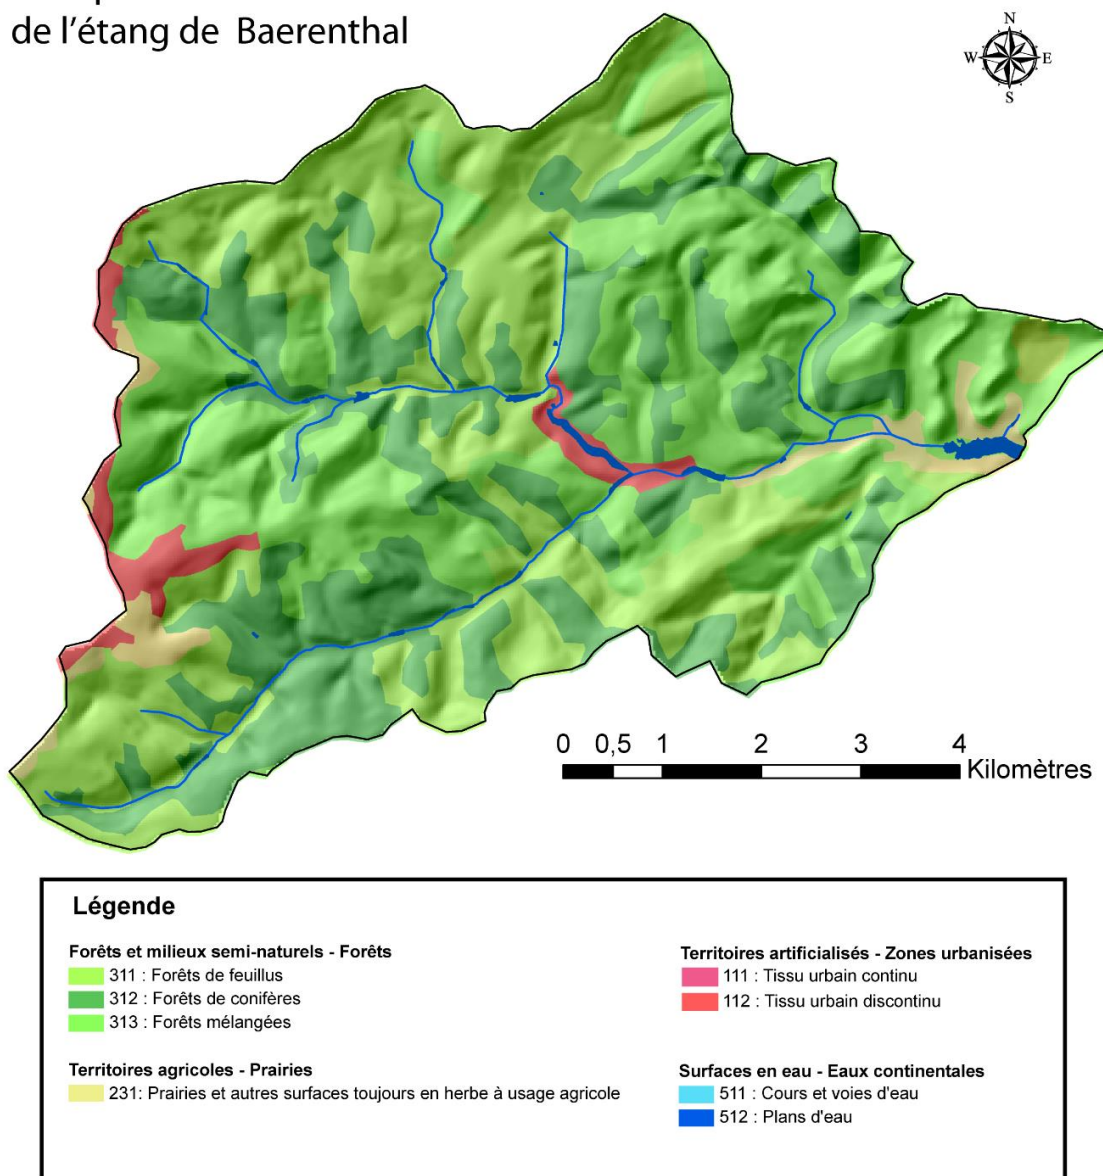 de l'étang de Baerenthal
N
W E
S
0 0,5 1 2 3 4
Kilomètres
Légende
Forêts et milieux semi-naturels - Forêts
311 : Forêts de feuillus
312 : Forêts de conifères
313 : Forêts mélangées
Territoires agricoles - Prairies
231: Prairies et autres surfaces toujours en herbe à usage agricole
Territoires artificialisés - Zones urbanisées
111 : Tissu urbain continu
112 : Tissu urbain discontinu
Surfaces en eau - Eaux continentales
511 : Cours et voies d'eau
512 : Plans d'eau